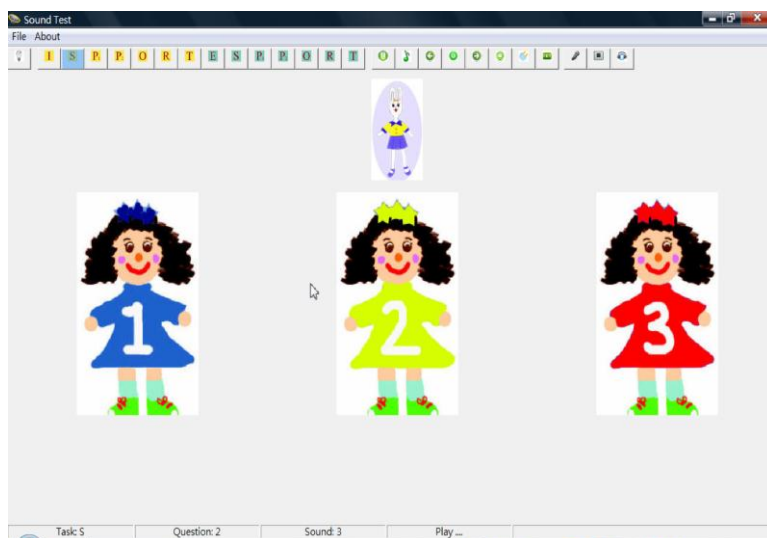 Sound Test
File About
I S P P O R T E S P P O R T
1 2 3
Task: S Question: 2 Sound: 3 Play ...